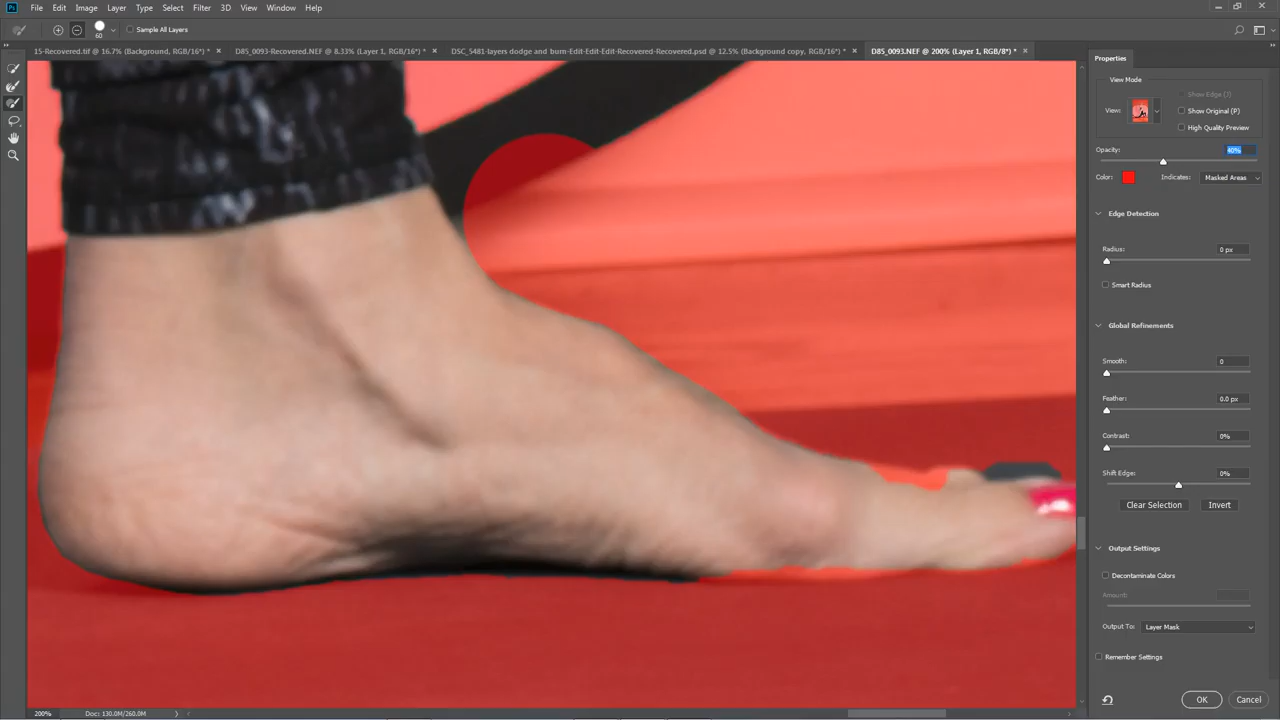 Ps File Edit Image Layer Type Select Filter 3D View Window Help
60 Sample All Layers
15-Recovered.tif @ 16.7% (Background, RGB/16*) * × D85_0093-Recovered.NEF @ 8.33% (Layer 1, RGB/16*) * × DSC_5481-layers dodge and burn-Edit-Edit-Edit-Recovered-Recovered.psd @ 12.5% (Background copy, RGB/16*) * × D85_0093.NEF @ 200% (Layer 1, RGB/8*) * ×
Properties
View Mode
Show Edge (J)
View: Show Original (P)
High Quality Preview
Opacity: 40%
Color: Indicates: Masked Areas
Edge Detection
Radius: 0 px
Smart Radius
Global Refinements
Smooth: 0
Feather: 0.0 px
Contrast: 0%
Shift Edge: 0%
Clear Selection Invert
Output Settings
Decontaminate Colors
Amount:
Output To: Layer Mask
Remember Settings
OK Cancel
200% Doc: 130.0M/260.0M